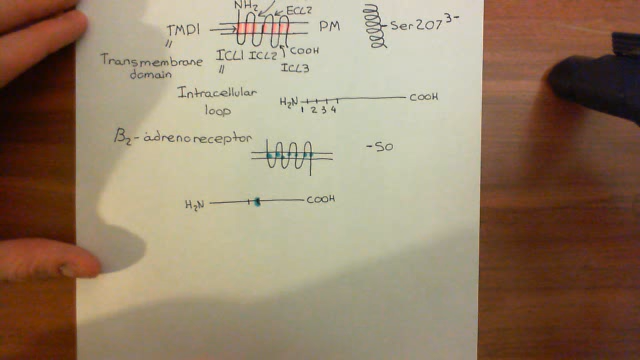 NH2 ECL2
TMD1 PM
ICL1 ICL2 COOH
ICL3
Transmembrane
domain
Ser207 3-
Intracellular
loop
H2N COOH
1 2 3 4
β2-adrenoreceptor
-So
H2N COOH